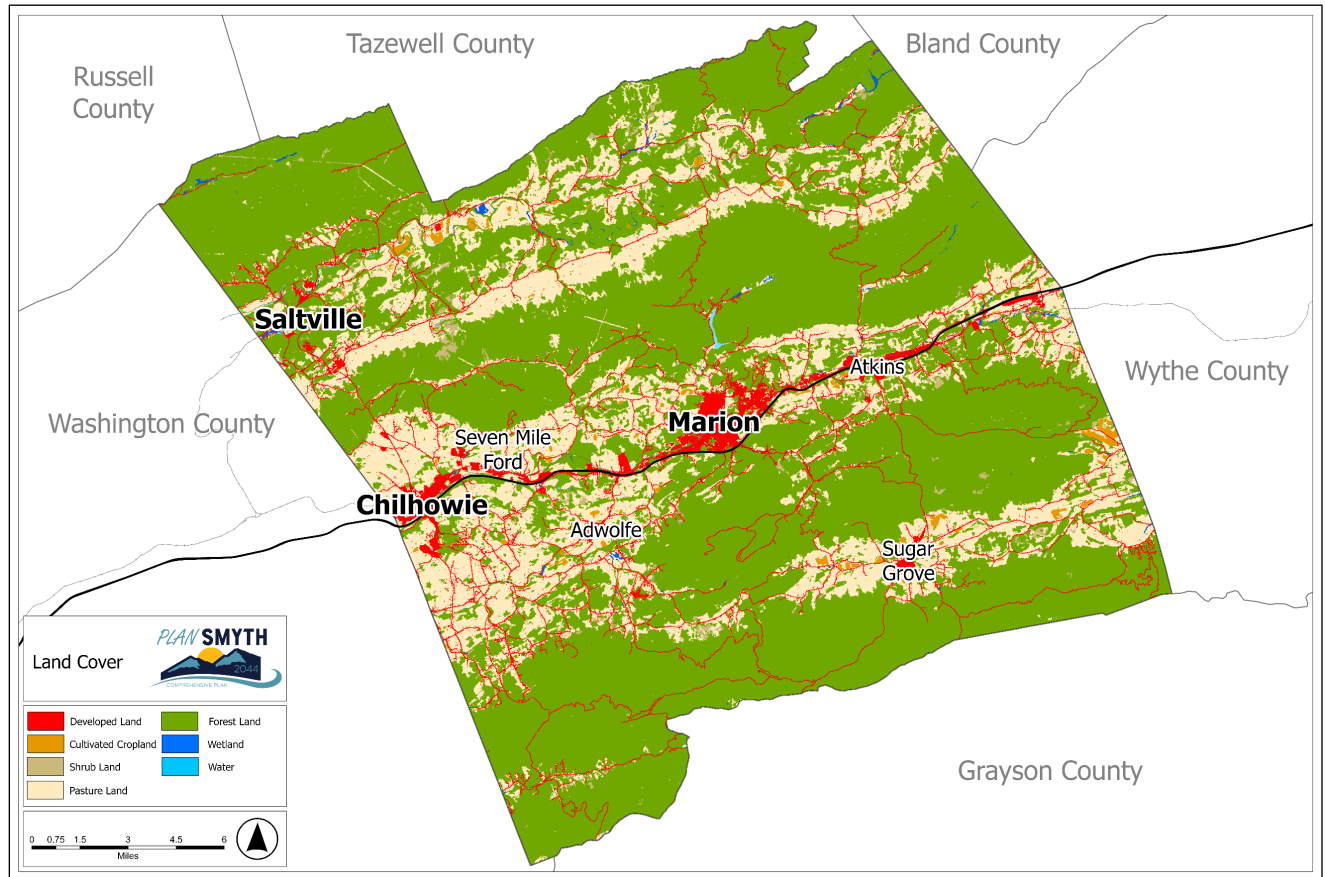 Tazewell County
Bland County
Russell
County
Saltville
Washington County
Wythe County
Atkins
Marion
Seven Mile
Ford
Chilhowie
Adwolfe
Sugar
Grove
Grayson County
Land Cover
PLAN SMYTH
2044
COMPREHENSIVE PLAN
Developed Land
Forest Land
Cultivated Cropland
Wetland
Shrub Land
Water
Pasture Land
0 0.75 1.5 3 4.5 6
Miles